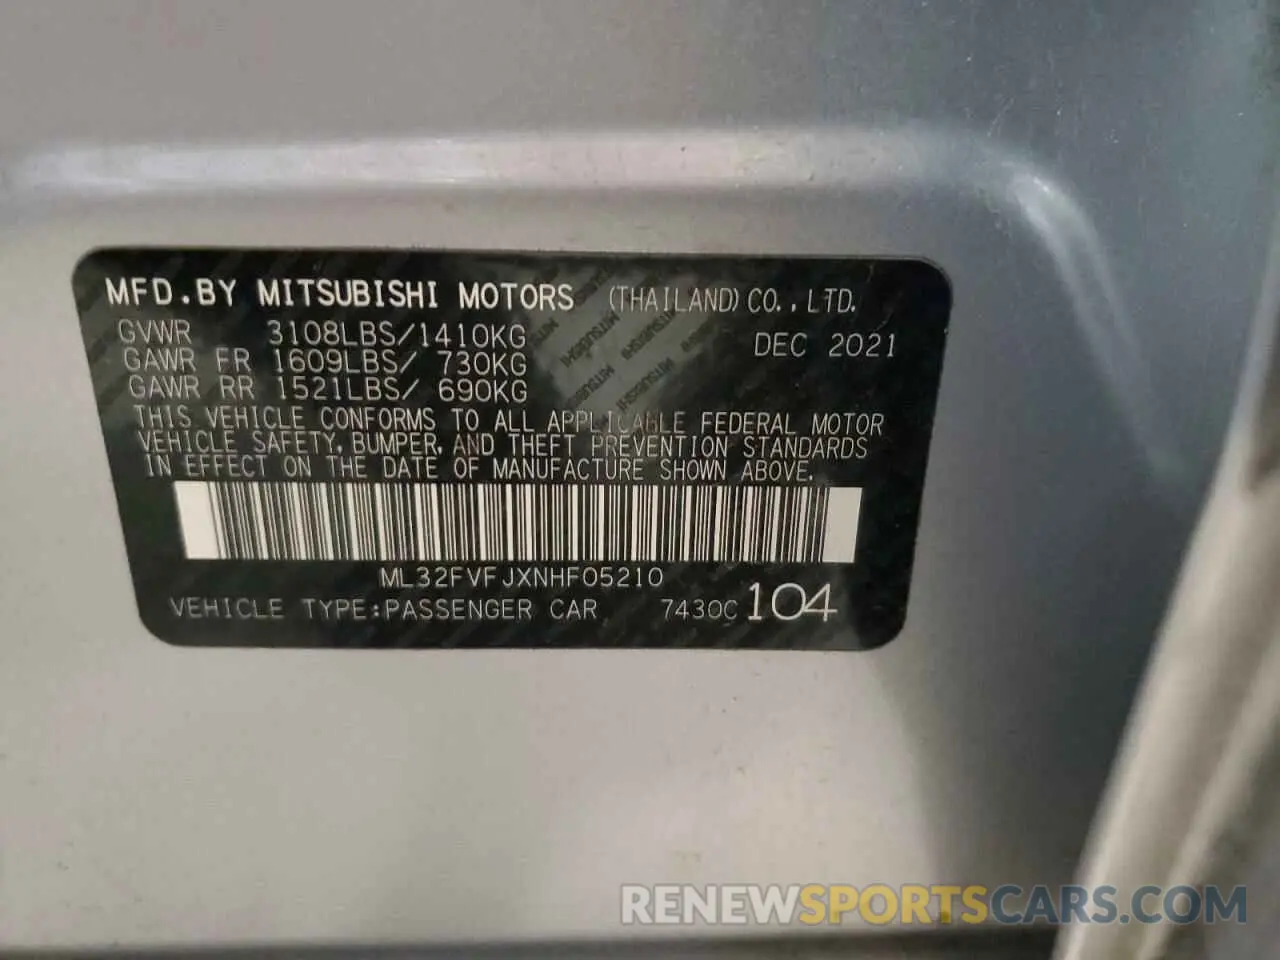 MFD.BY MITSUBISHI MOTORS (THAILAND) CO.,LTD.
GVWR 3108LBS/1410KG DEC 2021
GAWR FR 1609LBS/ 730KG
GAWR RR 1521LBS/ 690KG
THIS VEHICLE CONFORMS TO ALL APPLICABLE FEDERAL MOTOR
VEHICLE SAFETY, BUMPER, AND THEFT PREVENTION STANDARDS
IN EFFECT ON THE DATE OF MANUFACTURE SHOWN ABOVE.
ML32FVFJXNHF05210
VEHICLE TYPE:PASSENGER CAR 7430C 104
RENEWSPORTSCARS.COM